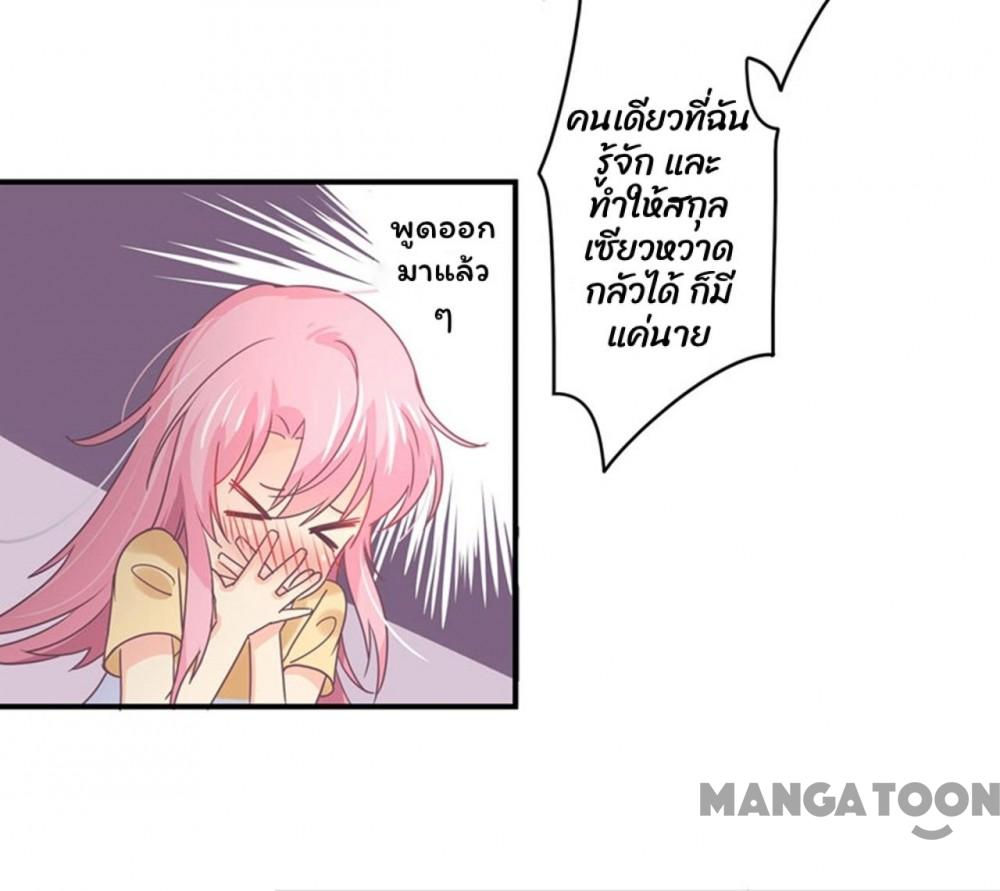 คนเดียวที่ฉัน
รู้จัก และ
ทำให้สกุล
เซียวหวาด
กลัวได้ ก็มี
แค่นาย
พูดออก
มาแล้ว
ๆ
MANGATOON